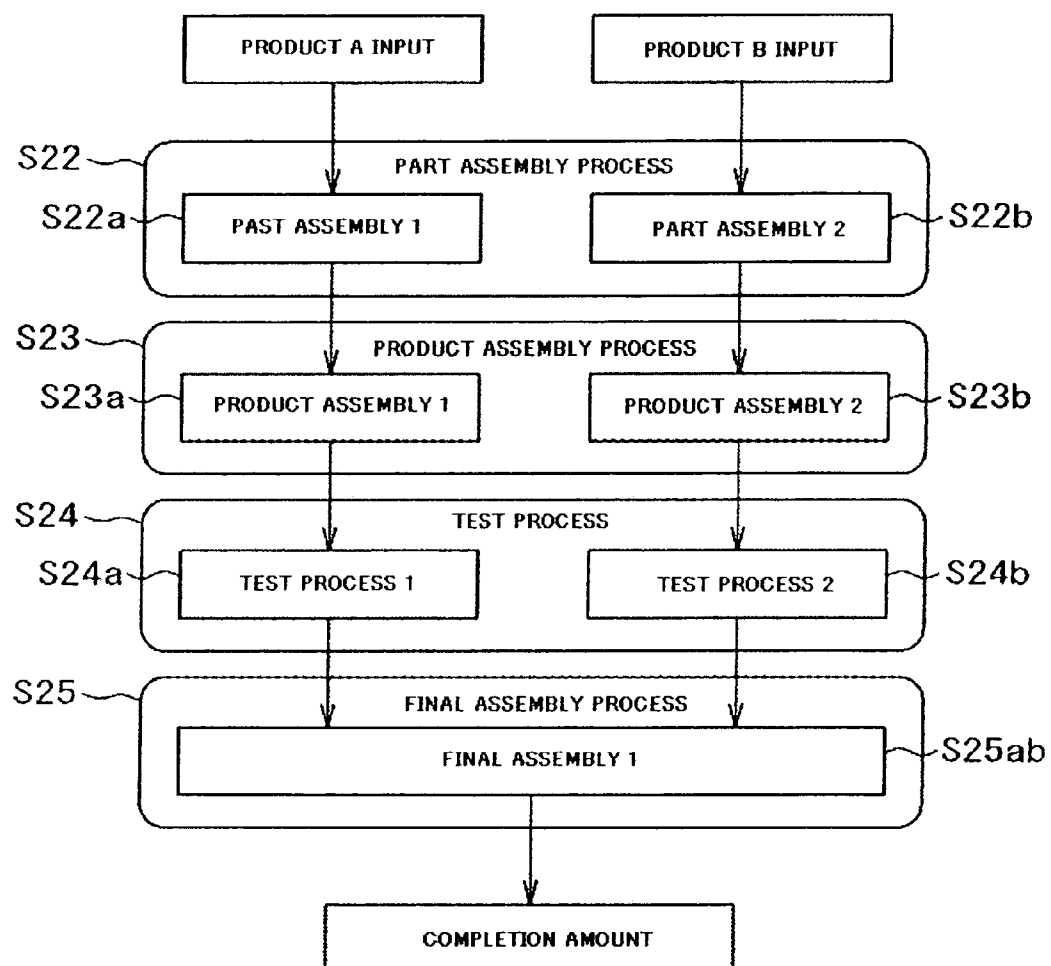 PRODUCT A INPUT
PRODUCT B INPUT
S22
PART ASSEMBLY PROCESS
S22a
PAST ASSEMBLY 1
PART ASSEMBLY 2
S22b
S23
PRODUCT ASSEMBLY PROCESS
S23a
PRODUCT ASSEMBLY 1
PRODUCT ASSEMBLY 2
S23b
S24
TEST PROCESS
S24a
TEST PROCESS 1
TEST PROCESS 2
S24b
S25
FINAL ASSEMBLY PROCESS
FINAL ASSEMBLY 1
S25ab
COMPLETION AMOUNT